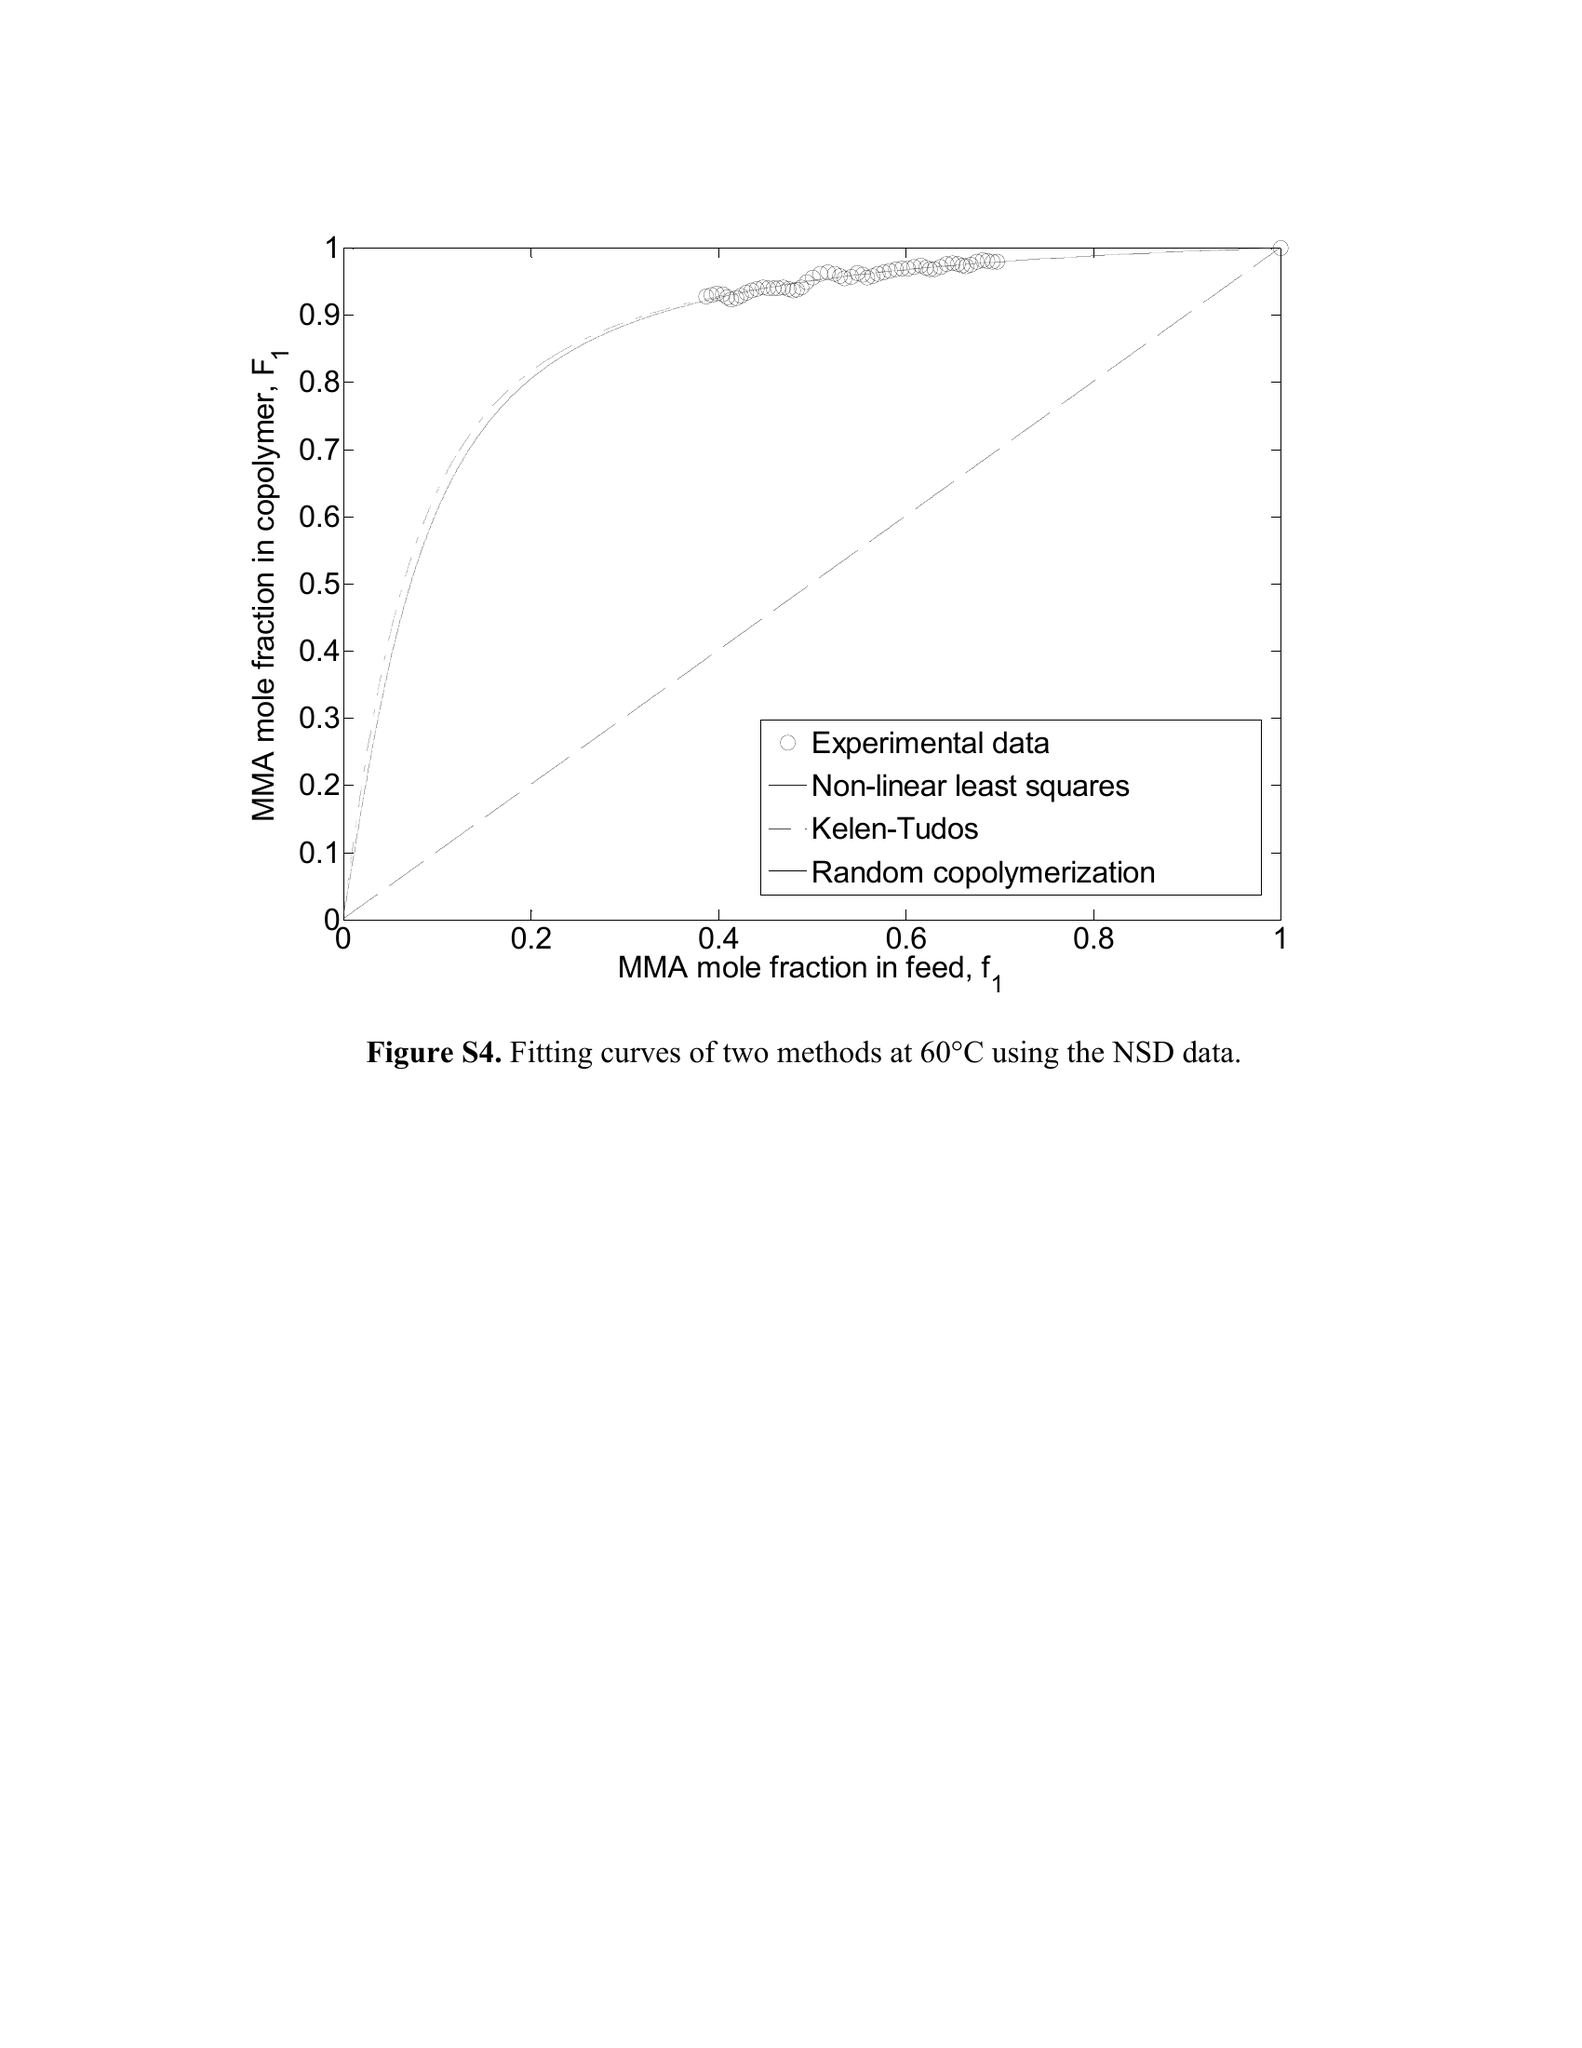 1
0.9
0.8
0.7
0.6
0.5
0.4
0.3
0.2
0.1
0
MMA mole fraction in copolymer, F1
Experimental data
Non-linear least squares
Kelen-Tudos
Random copolymerization
0 0.2 0.4 0.6 0.8 1
MMA mole fraction in feed, f1
Figure S4. Fitting curves of two methods at 60°C using the NSD data.